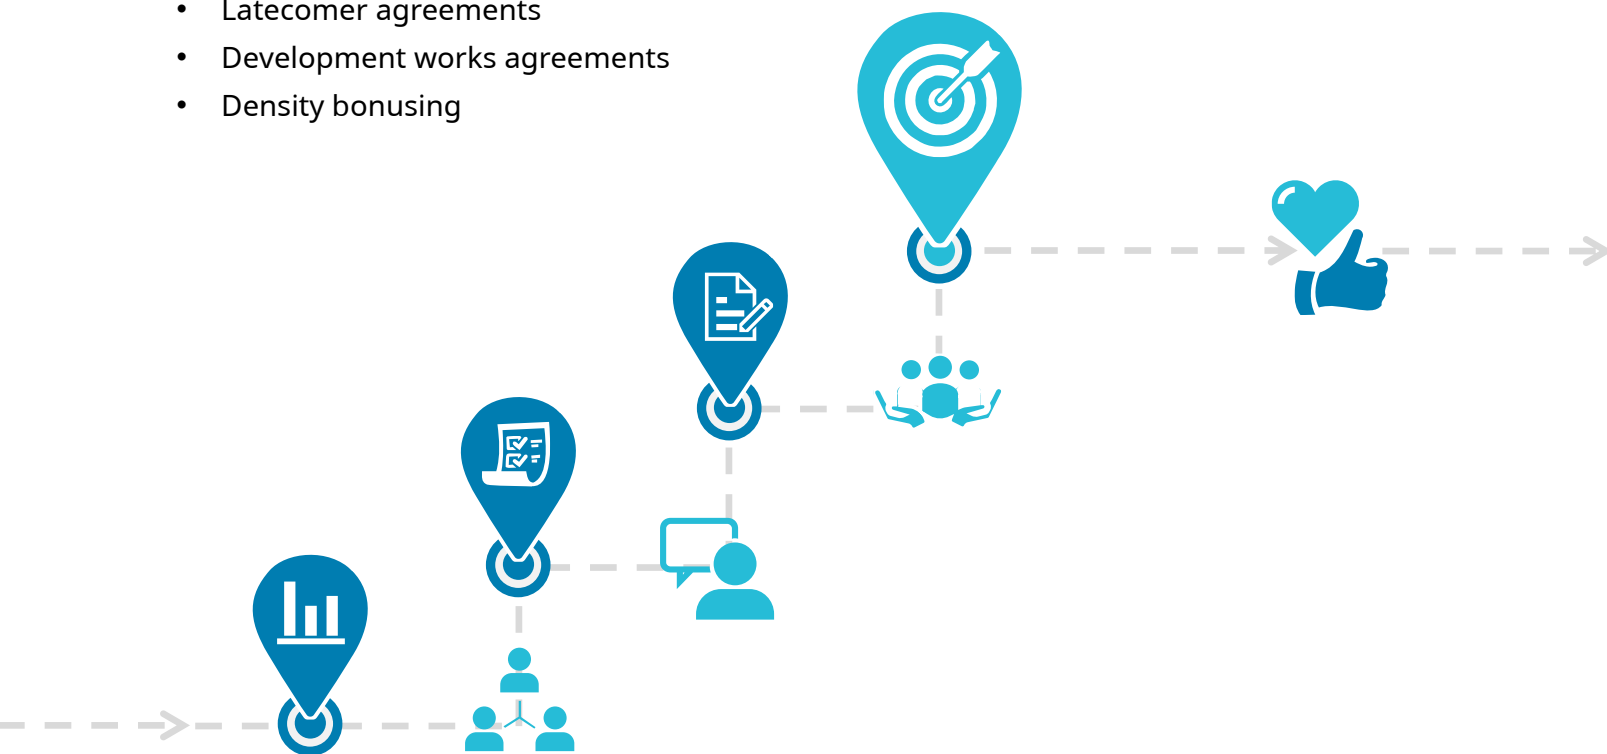 • Latecomer agreements
• Development works agreements
• Density bonusing